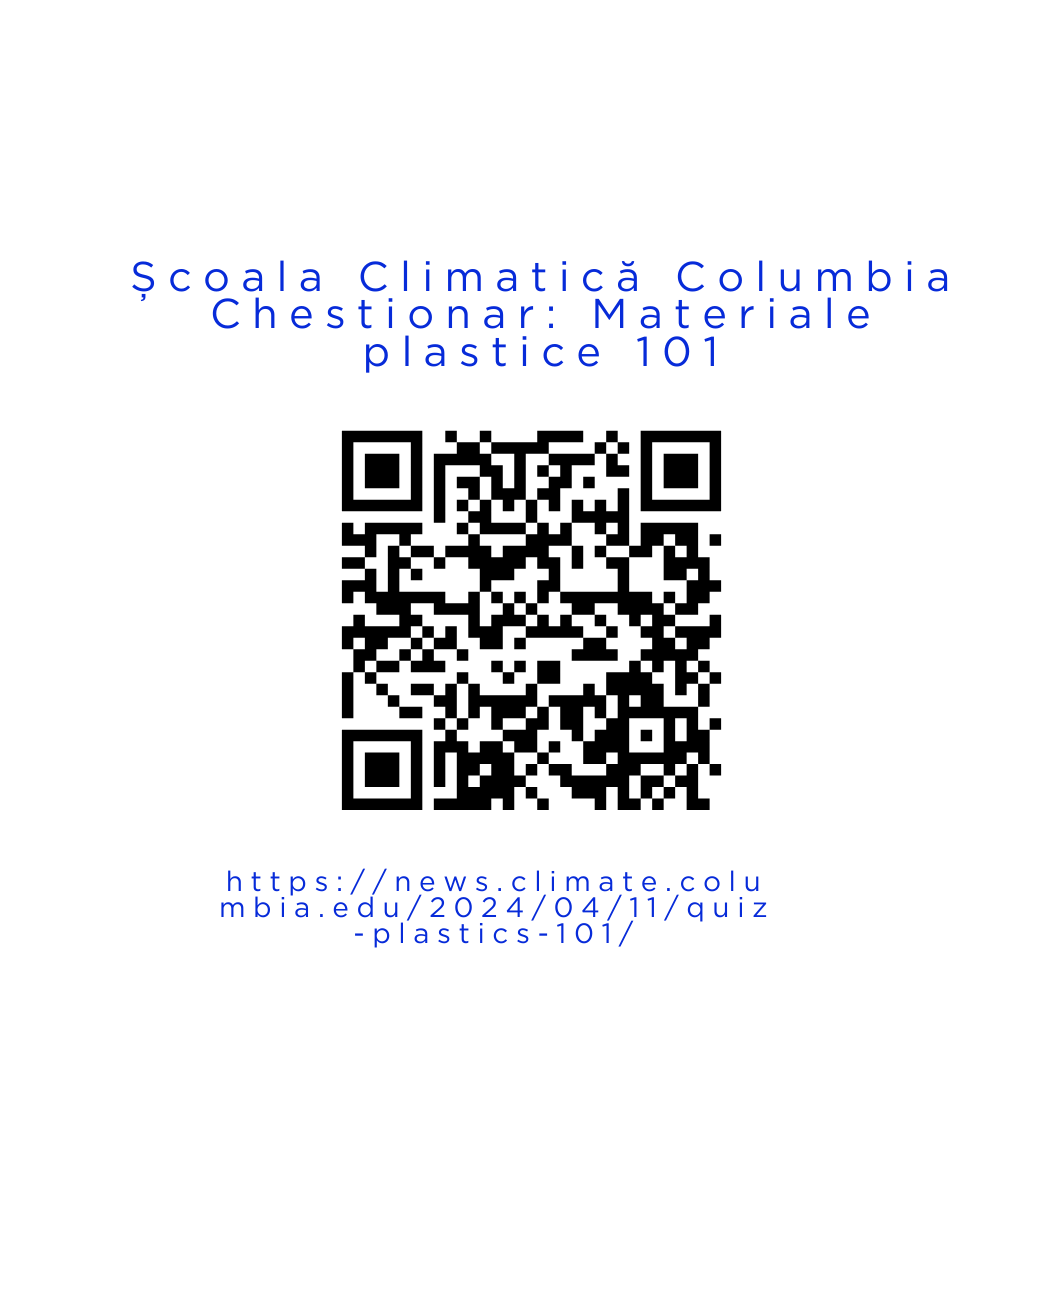 Școala Climatică Columbia
Chestionar: Materiale
plastice 101
https://news.climate.colu
mbia.edu/2024/04/11/quiz
-plastics-101/